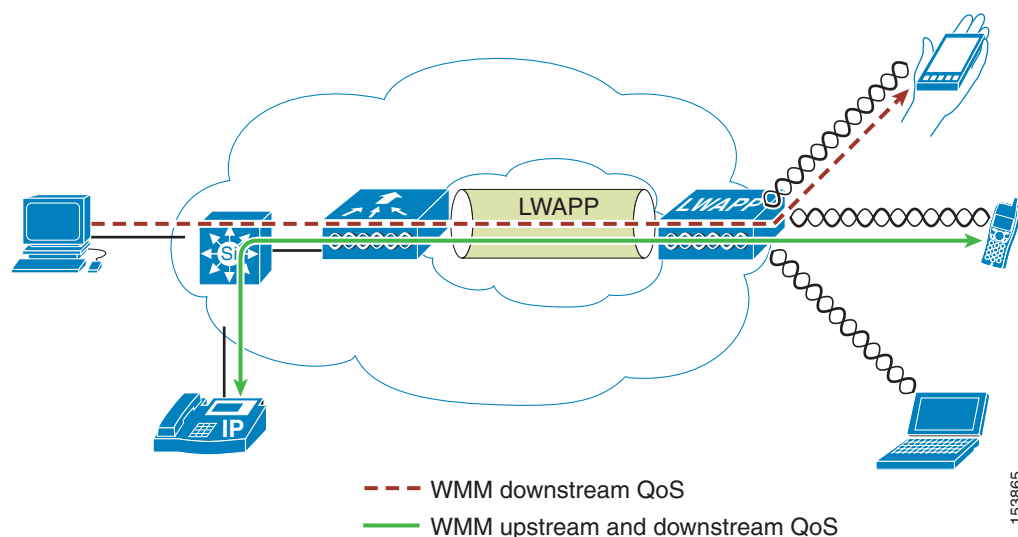 LWAPP
LWAPP
Si
IP
WMM downstream QoS
WMM upstream and downstream QoS
153865